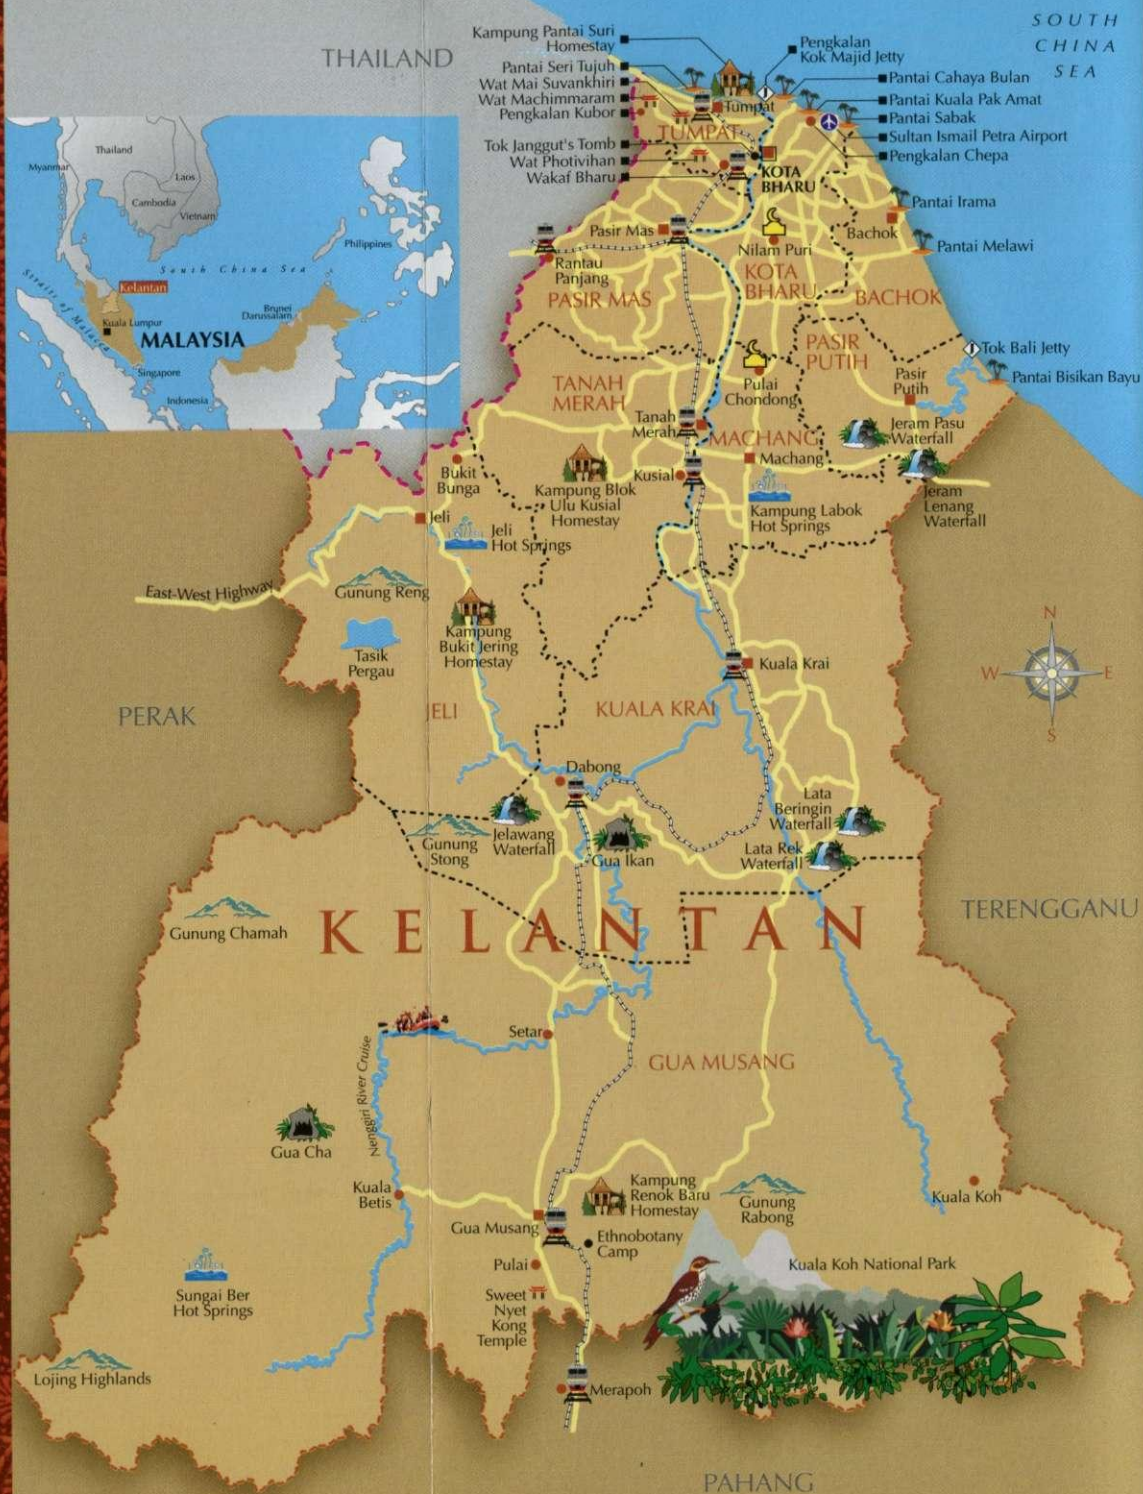 SOUTH
CHINA
SEA
THAILAND
Kampung Pantai Suri
Homestay
Pengkalan
Kok Majid Jetty
Pantai Seri Tujuh
Wat Mai Suvankhiri
Wat Machimmaram
Pengkalan Kubor
Tumpat
TUMPAT
Pantai Cahaya Bulan
Pantai Kuala Pak Amat
Pantai Sabak
Sultan Ismail Petra Airport
Pengkalan Chepa
Tok Janggut's Tomb
Wat Photivihan
Wakaf Bharu
KOTA
BHARU
Pantai Irama
Bachok
Pantai Melawi
Pasir Mas
Nilam Puri
Rantau
Panjang
PASIR MAS
KOTA
BHARU
BACHOK
Myanmar
Thailand
Laos
Cambodia
Vietnam
Philippines
South China Sea
Straits of Malacca
Kelantan
Kuala Lumpur
MALAYSIA
Brunei
Darussalam
Singapore
Indonesia
PASIR
PUTIH
Tok Bali Jetty
Pantai Bisikan Bayu
Pasir
Putih
TANAH
MERAH
Pulai
Chondong
Tanah
Merah
MACHANG
Jeram Pasu
Waterfall
Machang
Bukit
Bunga
Kampung Blok
Ulu Kusial
Homestay
Kusial
Kampung Labok
Hot Springs
Jeram
Lenang
Waterfall
Jeli
Jeli
Hot Springs
East-West Highway
Gunung Reng
Tasik
Pergau
Kampung
Bukit Jering
Homestay
Kuala Krai
N
W
E
S
PERAK
JELI
KUALA KRAI
Dabong
Lata
Beringin
Waterfall
Gunung
Stong
Jelawang
Waterfall
Gua Ikan
Lata Rek
Waterfall
Gunung Chamah
KELANTAN
TERENGGANU
Setar
Nenggiri River Cruise
GUA MUSANG
Gua Cha
Kuala
Betis
Kampung
Renok Baru
Homestay
Gunung
Rabong
Kuala Koh
Gua Musang
Ethnobotany
Camp
Pulai
Kuala Koh National Park
Sungai Ber
Hot Springs
Sweet
Nyet
Kong
Temple
Lojing Highlands
Merapoh
PAHANG